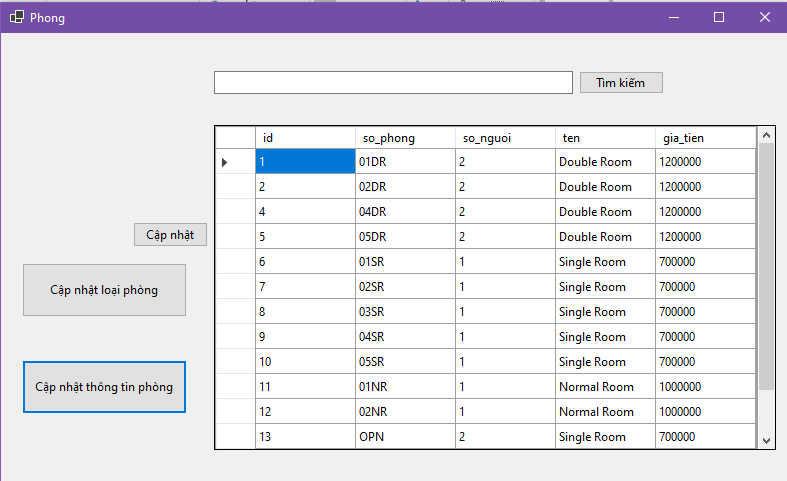 Phong
Tìm kiếm
id so_phong so_nguoi ten gia_tien
1 01DR 2 Double Room 1200000
2 02DR 2 Double Room 1200000
4 04DR 2 Double Room 1200000
5 05DR 2 Double Room 1200000
6 01SR 1 Single Room 700000
7 02SR 1 Single Room 700000
8 03SR 1 Single Room 700000
9 04SR 1 Single Room 700000
10 05SR 1 Single Room 700000
11 01NR 1 Normal Room 1000000
12 02NR 1 Normal Room 1000000
13 OPN 2 Single Room 700000
Cập nhật
Cập nhật loại phòng
Cập nhật thông tin phòng